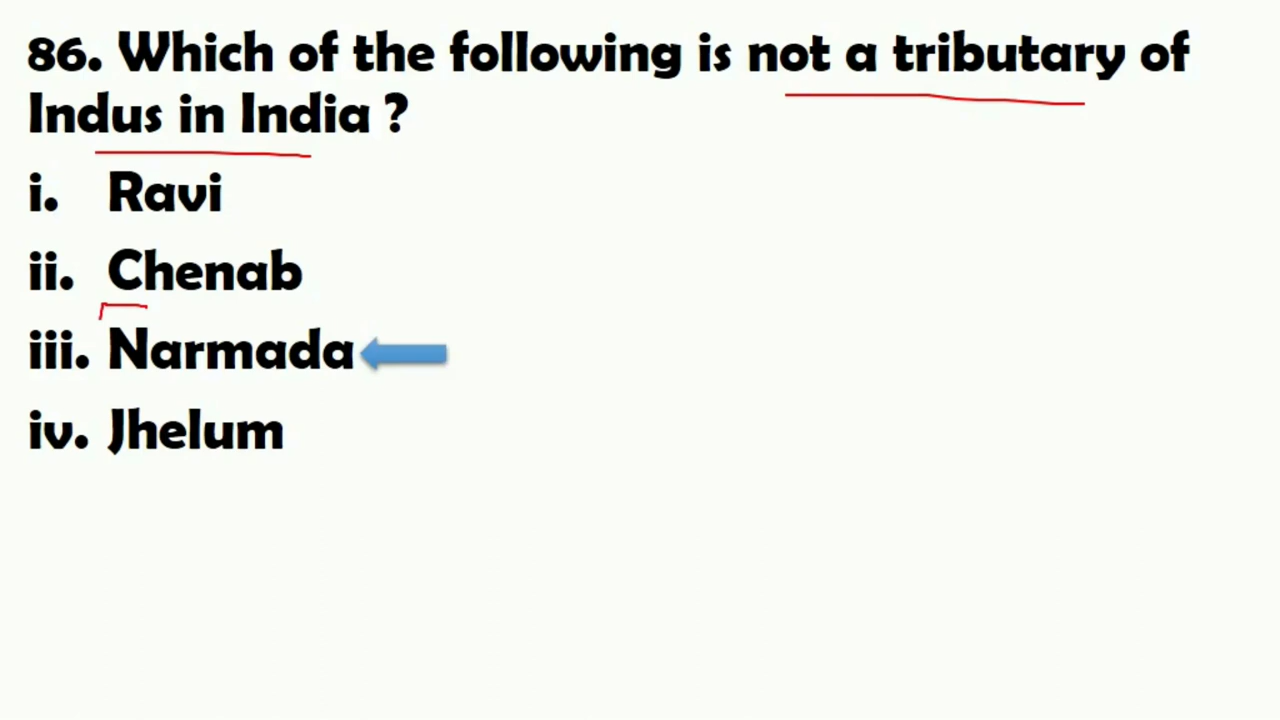 86. Which of the following is not a tributary of
Indus in India ?
i. Ravi
ii. Chenab
iii. Narmada
iv. Jhelum